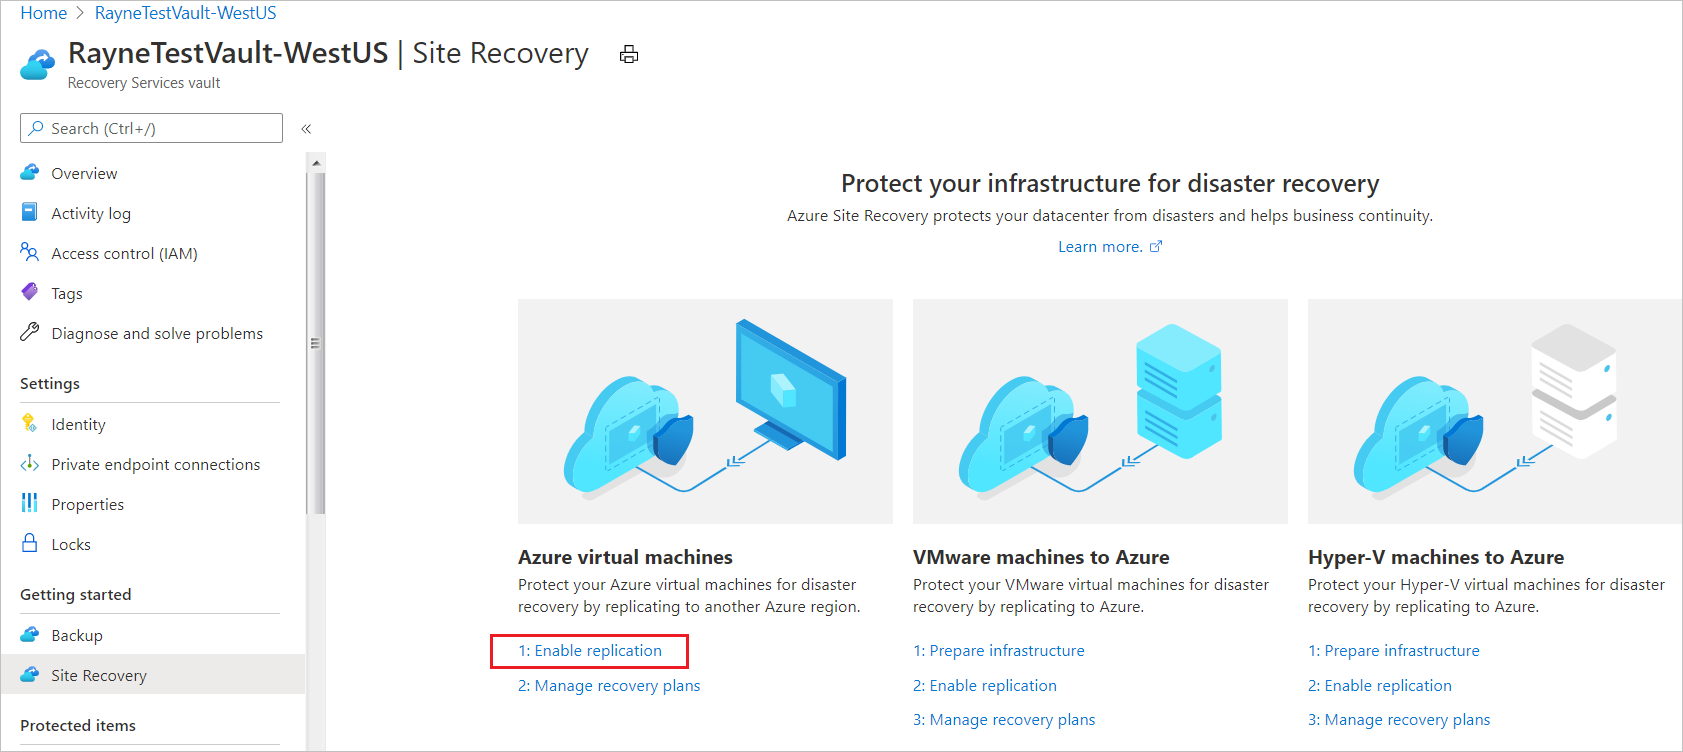 Home > RayneTestVault-WestUS
RayneTestVault-WestUS | Site Recovery
Recovery Services vault
Search (Ctrl+/)
«
Overview
Activity log
Access control (IAM)
Tags
Diagnose and solve problems
Settings
Identity
Private endpoint connections
Properties
Locks
Getting started
Backup
Site Recovery
Protected items
Protect your infrastructure for disaster recovery
Azure Site Recovery protects your datacenter from disasters and helps business continuity.
Learn more.
Azure virtual machines
Protect your Azure virtual machines for disaster
recovery by replicating to another Azure region.
1: Enable replication
2: Manage recovery plans
VMware machines to Azure
Protect your VMware virtual machines for disaster
recovery by replicating to Azure.
1: Prepare infrastructure
2: Enable replication
3: Manage recovery plans
Hyper-V machines to Azure
Protect your Hyper-V virtual machines for disaster
recovery by replicating to Azure.
1: Prepare infrastructure
2: Enable replication
3: Manage recovery plans